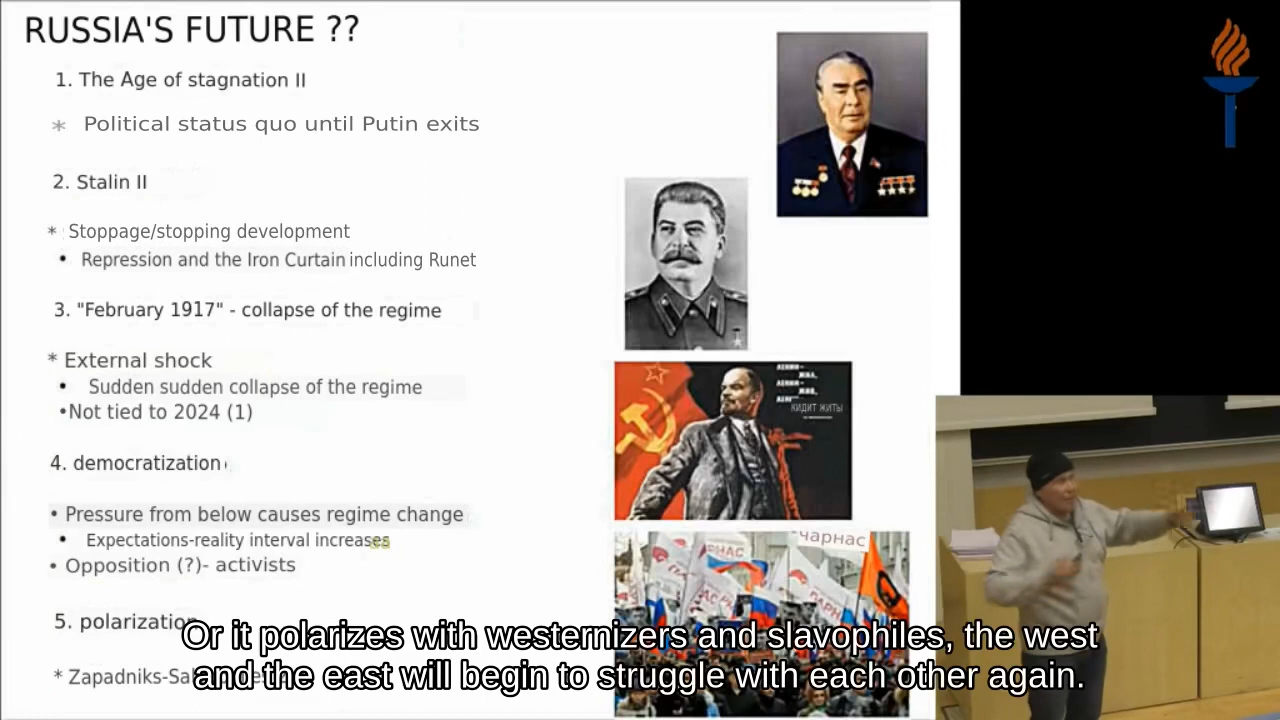 RUSSIA'S FUTURE ??
1. The Age of stagnation II
* Political status quo until Putin exits
2. Stalin II
* Stoppage/stopping development
• Repression and the Iron Curtain including Runet
3. "February 1917" - collapse of the regime
* External shock
• Sudden sudden collapse of the regime
•Not tied to 2024 (1)
КИДИТ ЖИТЫ
4. democratization
• Pressure from below causes regime change
• Expectations-reality interval increases
• Opposition (?)- activists
чарнас
5. polarization
* Zapadniks-
Or it polarizes with westernizers and slavophiles, the west
and the east will begin to struggle with each other again.